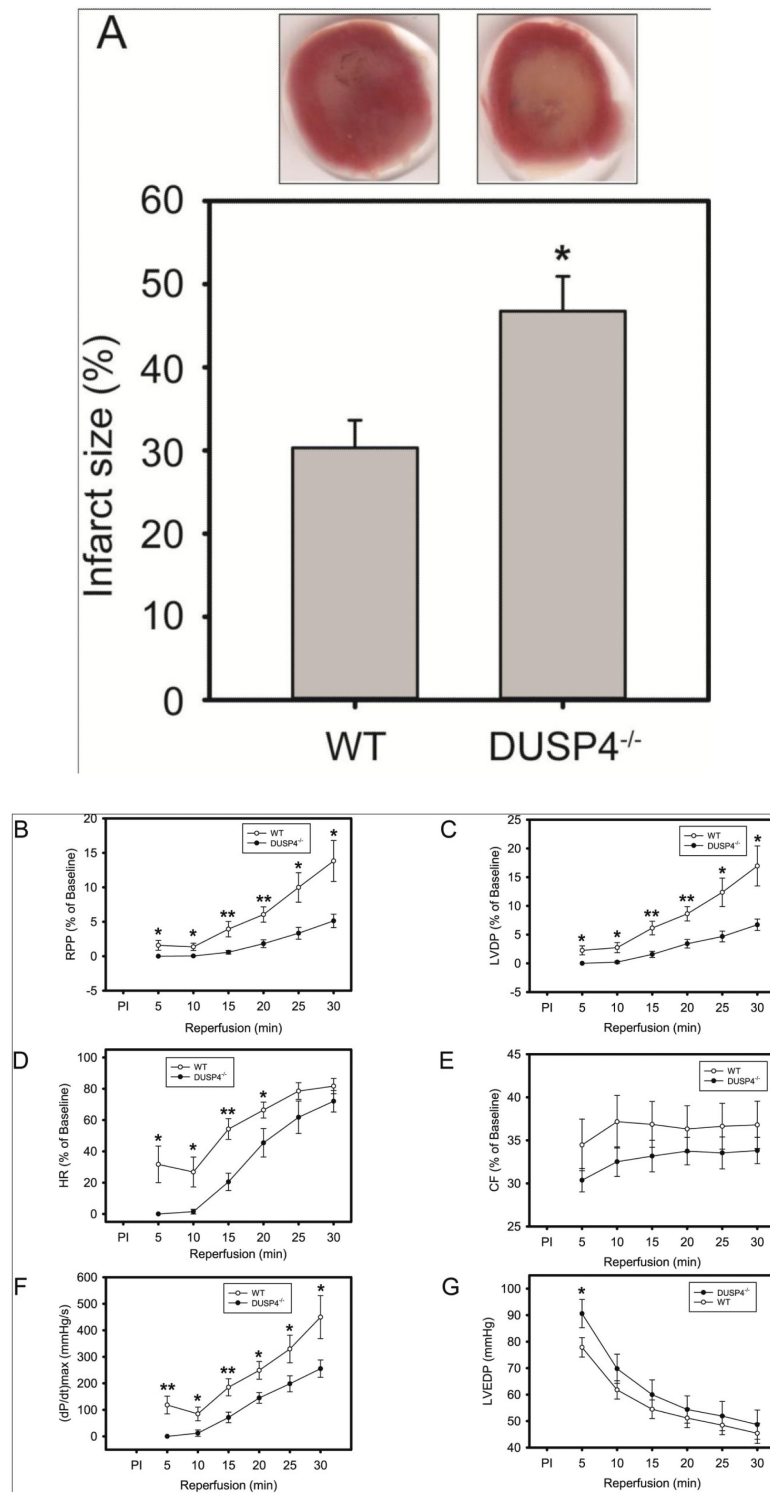 A
60
50
40
30
20
10
0
Infarct size (%)
*
WT DUSP4-/-
B
RPP (% of Baseline)
20
15
10
5
0
-5
WT
DUSP4-/-
* * ** ** * *
PI 5 10 15 20 25 30
Reperfusion (min)
C
LVDP (% of Baseline)
25
20
15
10
5
0
-5
WT
DUSP4-/-
* * ** ** * *
PI 5 10 15 20 25 30
Reperfusion (min)
D
HR (% of Baseline)
100
80
60
40
20
0
WT
DUSP4-/-
* * ** *
PI 5 10 15 20 25 30
Reperfusion (min)
E
CF (% of Baseline)
45
40
35
30
25
WT
DUSP4-/-
PI 5 10 15 20 25 30
Reperfusion (min)
F
(dP/dt)max (mmHg/s)
600
500
400
300
200
100
0
WT
DUSP4-/-
** * ** * * *
PI 5 10 15 20 25 30
Reperfusion (min)
G
LVEDP (mmHg)
100
90
80
70
60
50
40
DUSP4-/-
WT
*
PI 5 10 15 20 25 30
Reperfusion (min)